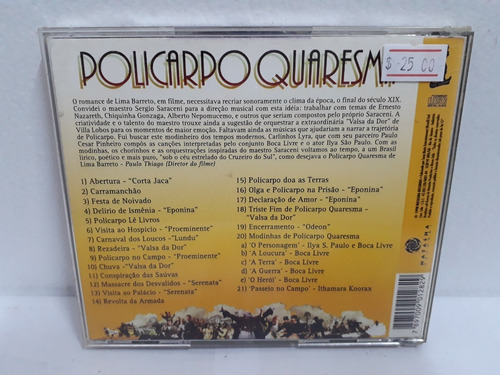 POLICARPO QUARESM
$ 25 00
O romance de Lima Barreto, em filme, necessitava recriar sonoramente o clima da época, o final do século XIX.
Convidei o maestro Sergio Saraceni para a direção musical com esta idéia: trabalhar com temas de Ernesto
Nazareth, Chiquinha Gonzaga, Alberto Nepomuceno, e outros que seriam compostos pelo próprio Saraceni. A
criatividade e o talento do maestro trouxe ainda a sugestão de orquestrar a extraordinária "Valsa da Dor" de
Villa Lobos para os momentos de maior emoção. Faltavam ainda as músicas que ajudariam a narrar a trajetória
de Policarpo. Fui buscar este modinheiro dos tempos modernos, Carlinhos Lyra, que com seu parceiro Paulo
Cesar Pinheiro compôs as canções interpretadas pelo conjunto Boca Livre e o ator Ilya São Paulo. Com as
modinhas, os chorinhos e as orquestrações inspiradas do maestro Saraceni voltamos ao tempo, a um Brasil
lírico, poético e mais puro, "sub o céu estrelado do Cruzeiro do Sul", como desejava o Policarpo Quaresma de
Lima Barreto - Paulo Thiago (Diretor do filme)
1) Abertura - "Corta Jaca"
2) Carramanchão
3) Festa de Noivado
4) Delirio de Ismênia - "Eponina"
5) Policarpo Lê Livros
6) Visita ao Hospício - "Proeminente"
7) Carnaval dos Loucos - "Lundu"
8) Rezadeira - "Valsa da Dor"
9) Policarpo no Campo - "Proeminente"
10) Chuva - "Valsa da Dor"
11) Conspiração das Saúvas
12) Massacre dos Desvalidos - "Serenata"
13) Visita ao Palácio - "Serenata"
14) Revolta da Armada
15) Policarpo doa as Terras
16) Olga e Policarpo na Prisão - "Eponina"
17) Declaração de Amor - "Eponina"
18) Triste Fim de Policarpo Quaresma -
"Valsa da Dor"
19) Encerramento - "Odeon"
20) Modinhas de Policarpo Quaresma
a) 'O Personagem' - Ilya S. Paulo e Boca Livre
b) 'A Loucura' - Boca Livre
c) 'A Terra' - Boca Livre
d) 'A Guerra' - Boca Livre
e) 'O Herói' - Boca Livre
21) 'Passeio no Campo' - Ithamara Koorax